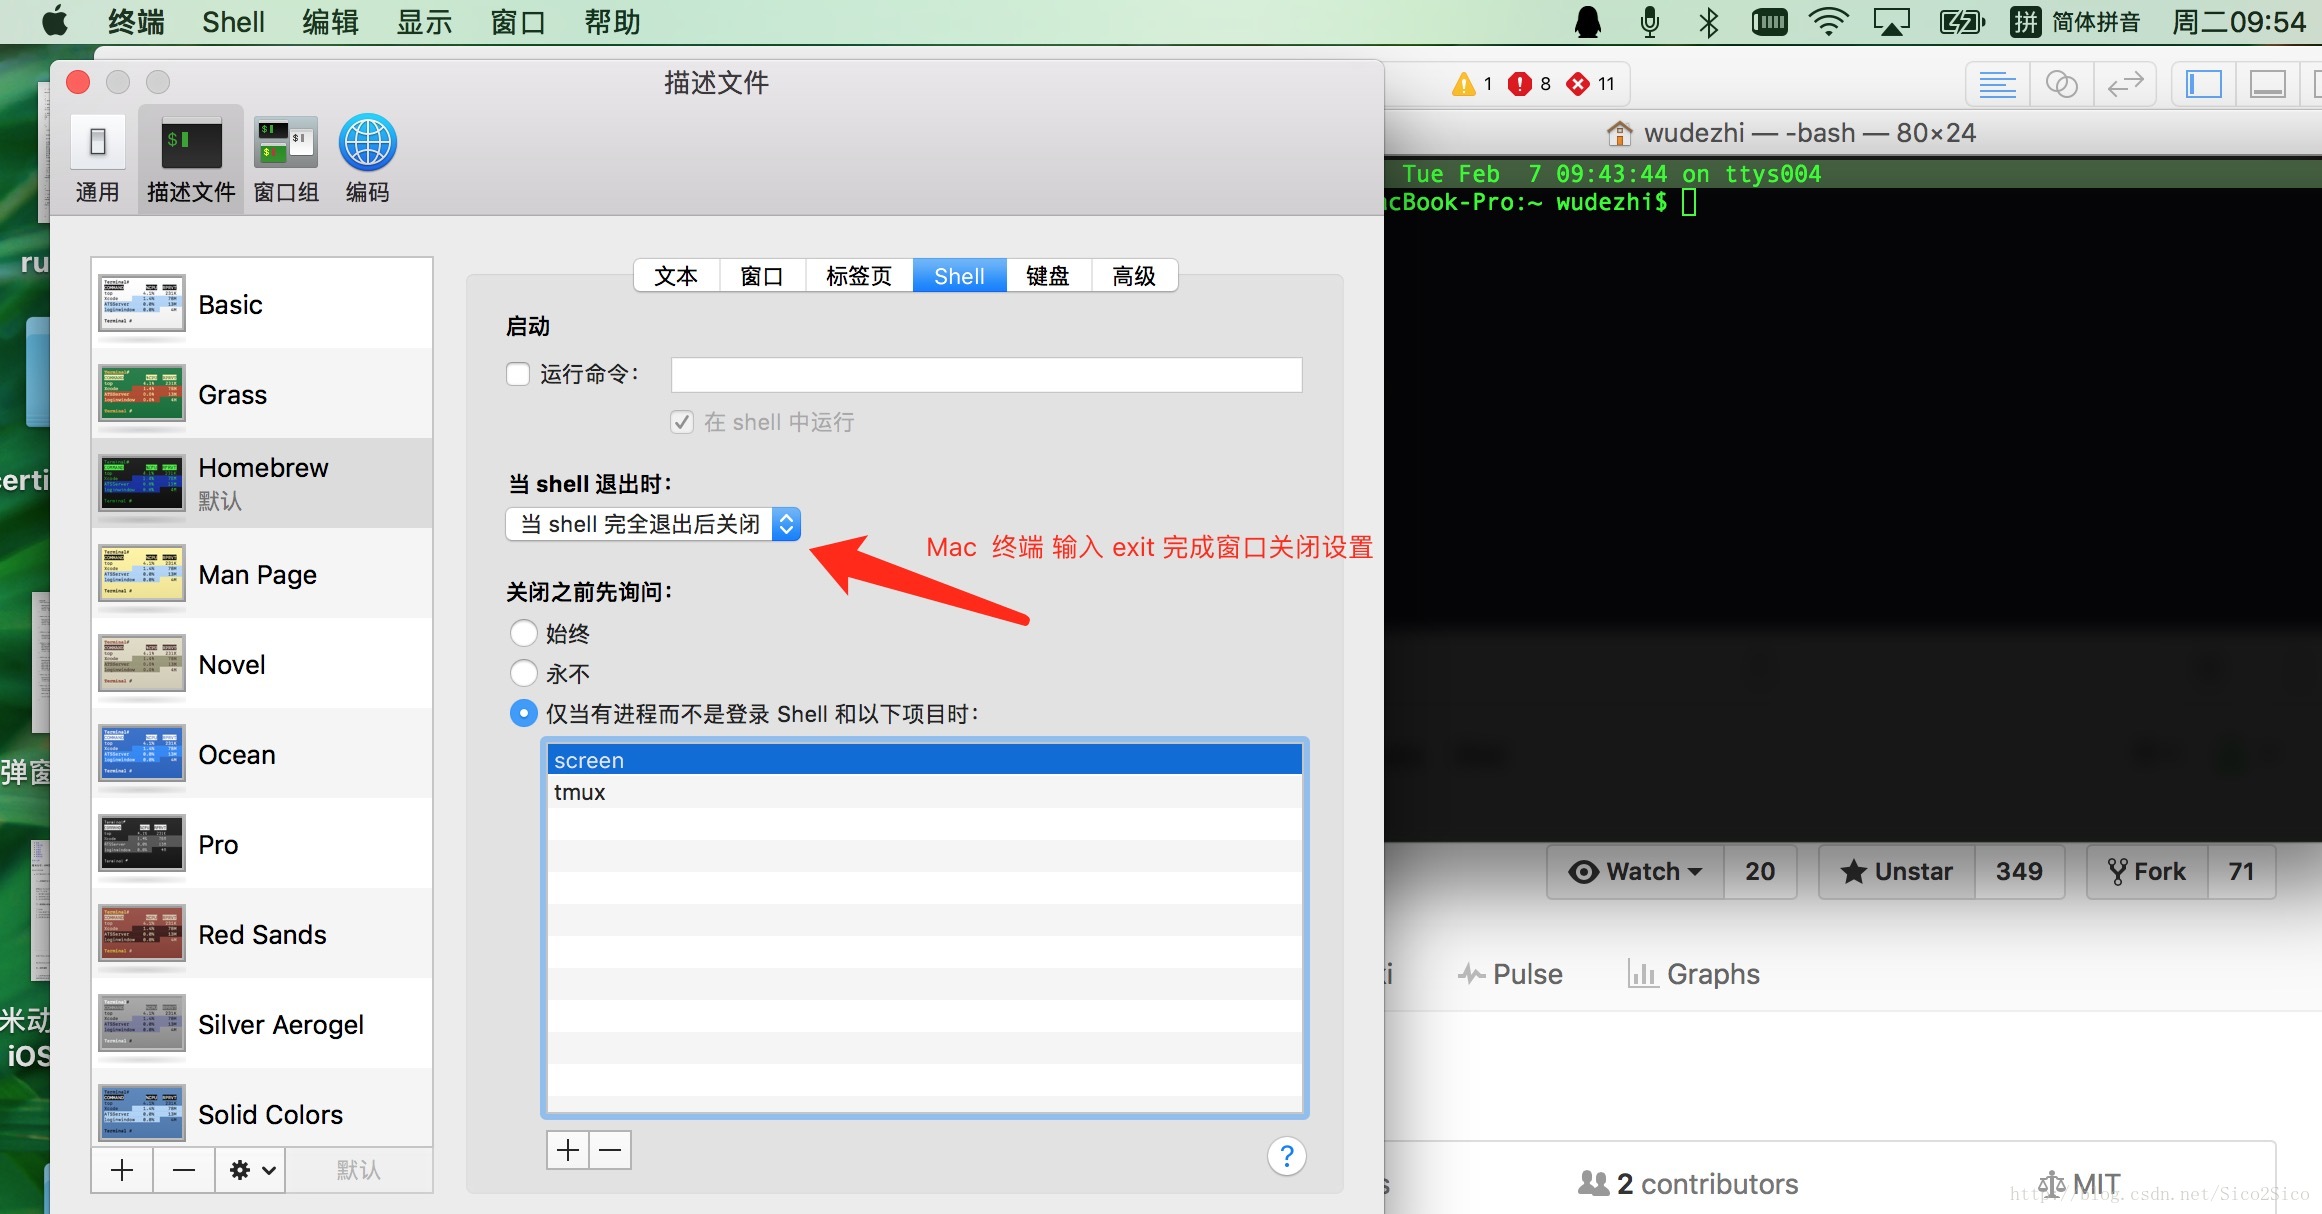 终端 Shell 编辑 显示 窗口 帮助
拼 简体拼音 周二09:54
描述文件
1 8 11
通用 描述文件 窗口组 编码
wudezhi — -bash — 80×24
Tue Feb  7 09:43:44 on ttys004
cBook-Pro:~ wudezhi$
Basic
Grass
Homebrew
默认
Man Page
Novel
Ocean
Pro
Red Sands
Silver Aerogel
Solid Colors
默认
文本 窗口 标签页 Shell 键盘 高级
启动
运行命令：
在 shell 中运行
当 shell 退出时：
当 shell 完全退出后关闭
Mac 终端 输入 exit 完成窗口关闭设置
关闭之前先询问：
始终
永不
仅当有进程而不是登录 Shell 和以下项目时：
screen
tmux
?
ru
erti
弹窗
米动
iOS
Watch 20 Unstar 349 Fork 71
Pulse Graphs
2 contributors
MIT
http://blog.csdn.net/Sico2Sico